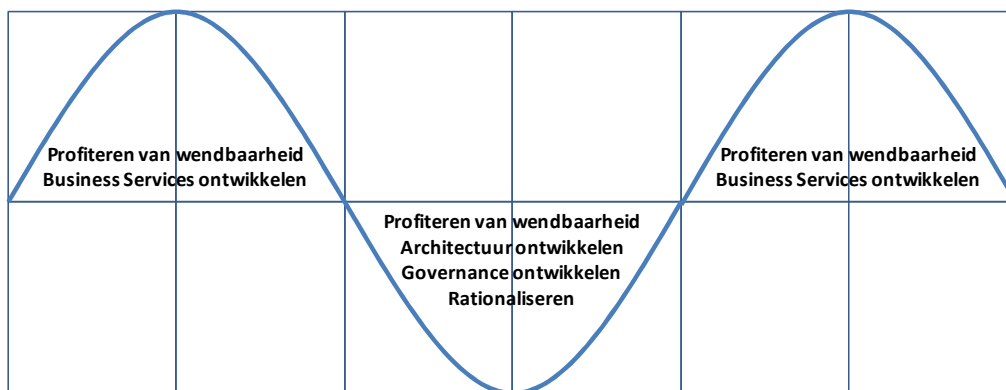 Profiteren van wendbaarheid
Business Services ontwikkelen
Profiteren van wendbaarheid
Architectuur ontwikkelen
Governance ontwikkelen
Rationaliseren
Profiteren van wendbaarheid
Business Services ontwikkelen